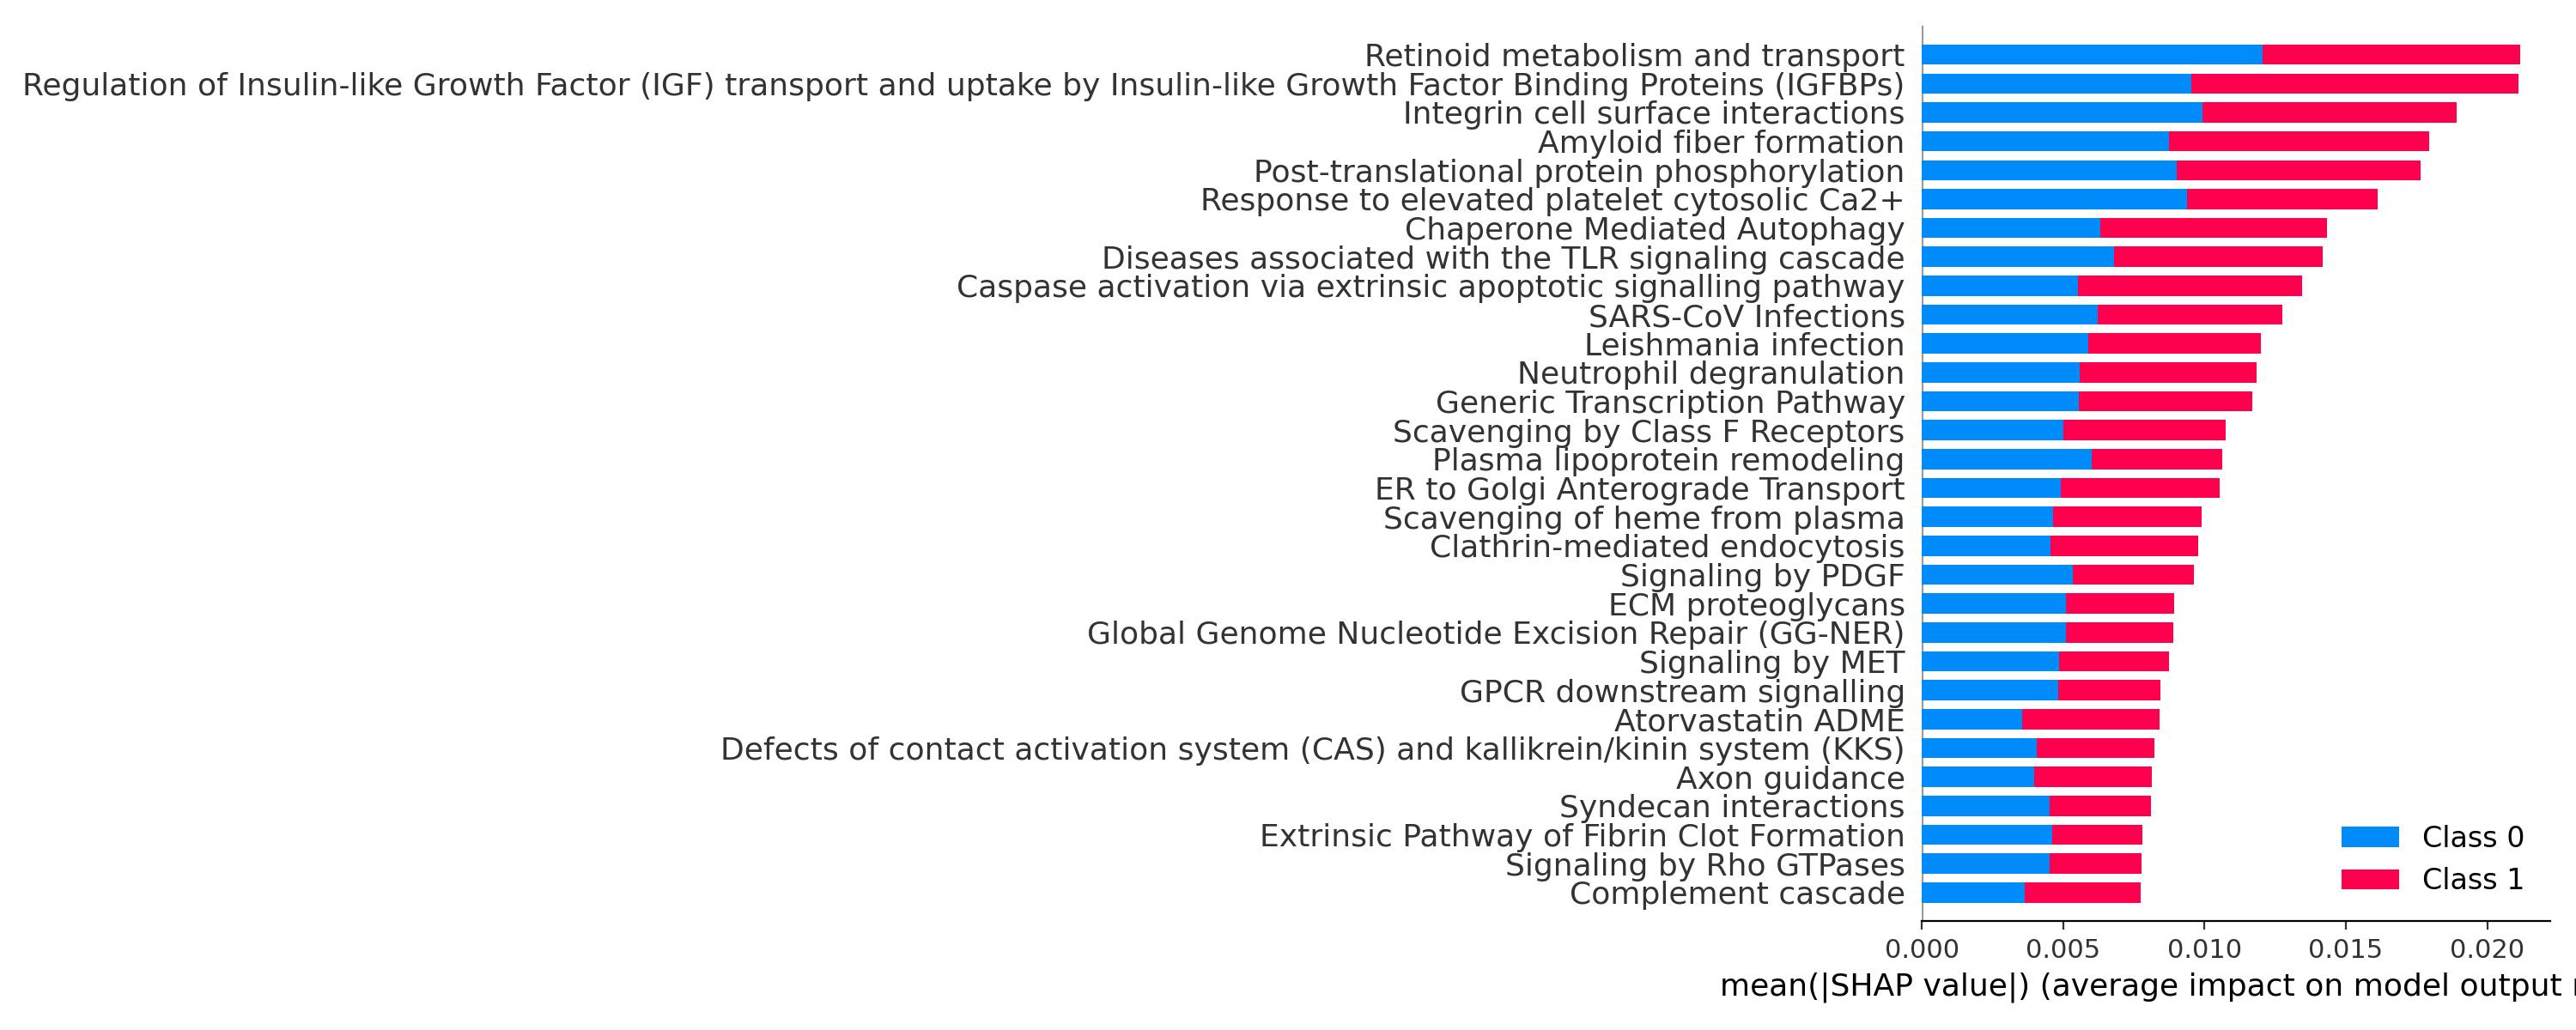 Retinoid metabolism and transport
Regulation of Insulin-like Growth Factor (IGF) transport and uptake by Insulin-like Growth Factor Binding Proteins (IGFBPs)
Integrin cell surface interactions
Amyloid fiber formation
Post-translational protein phosphorylation
Response to elevated platelet cytosolic Ca2+
Chaperone Mediated Autophagy
Diseases associated with the TLR signaling cascade
Caspase activation via extrinsic apoptotic signalling pathway
SARS-CoV Infections
Leishmania infection
Neutrophil degranulation
Generic Transcription Pathway
Scavenging by Class F Receptors
Plasma lipoprotein remodeling
ER to Golgi Anterograde Transport
Scavenging of heme from plasma
Clathrin-mediated endocytosis
Signaling by PDGF
ECM proteoglycans
Global Genome Nucleotide Excision Repair (GG-NER)
Signaling by MET
GPCR downstream signalling
Atorvastatin ADME
Defects of contact activation system (CAS) and kallikrein/kinin system (KKS)
Axon guidance
Syndecan interactions
Extrinsic Pathway of Fibrin Clot Formation
Signaling by Rho GTPases
Complement cascade
Class 0
Class 1
0.000 0.005 0.010 0.015 0.020
mean(|SHAP value|) (average impact on model output